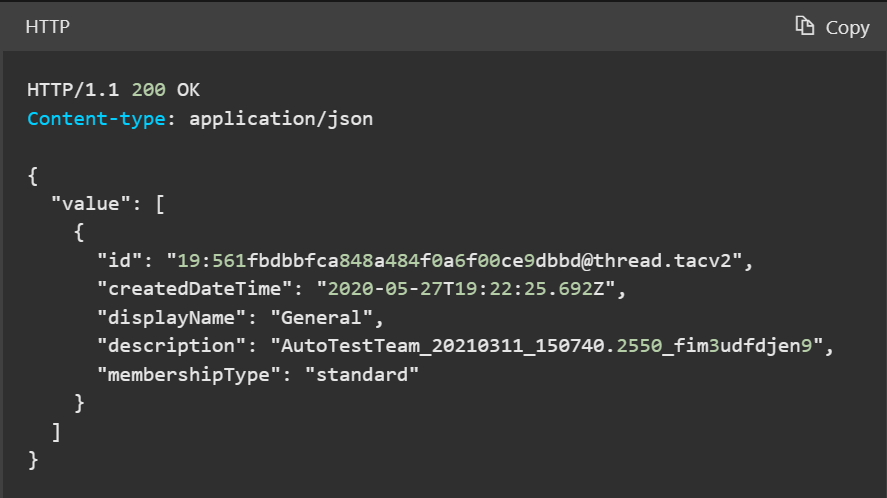 HTTP
Copy
HTTP/1.1 200 OK
Content-type: application/json
{
"value": [
{
"id": "19:561fbdbbfca848a484f0a6f00ce9dbbd@thread.tacv2",
"createdDateTime": "2020-05-27T19:22:25.692Z",
"displayName": "General",
"description": "AutoTestTeam_20210311_150740.2550_fim3udfdjen9",
"membershipType": "standard"
}
]
}